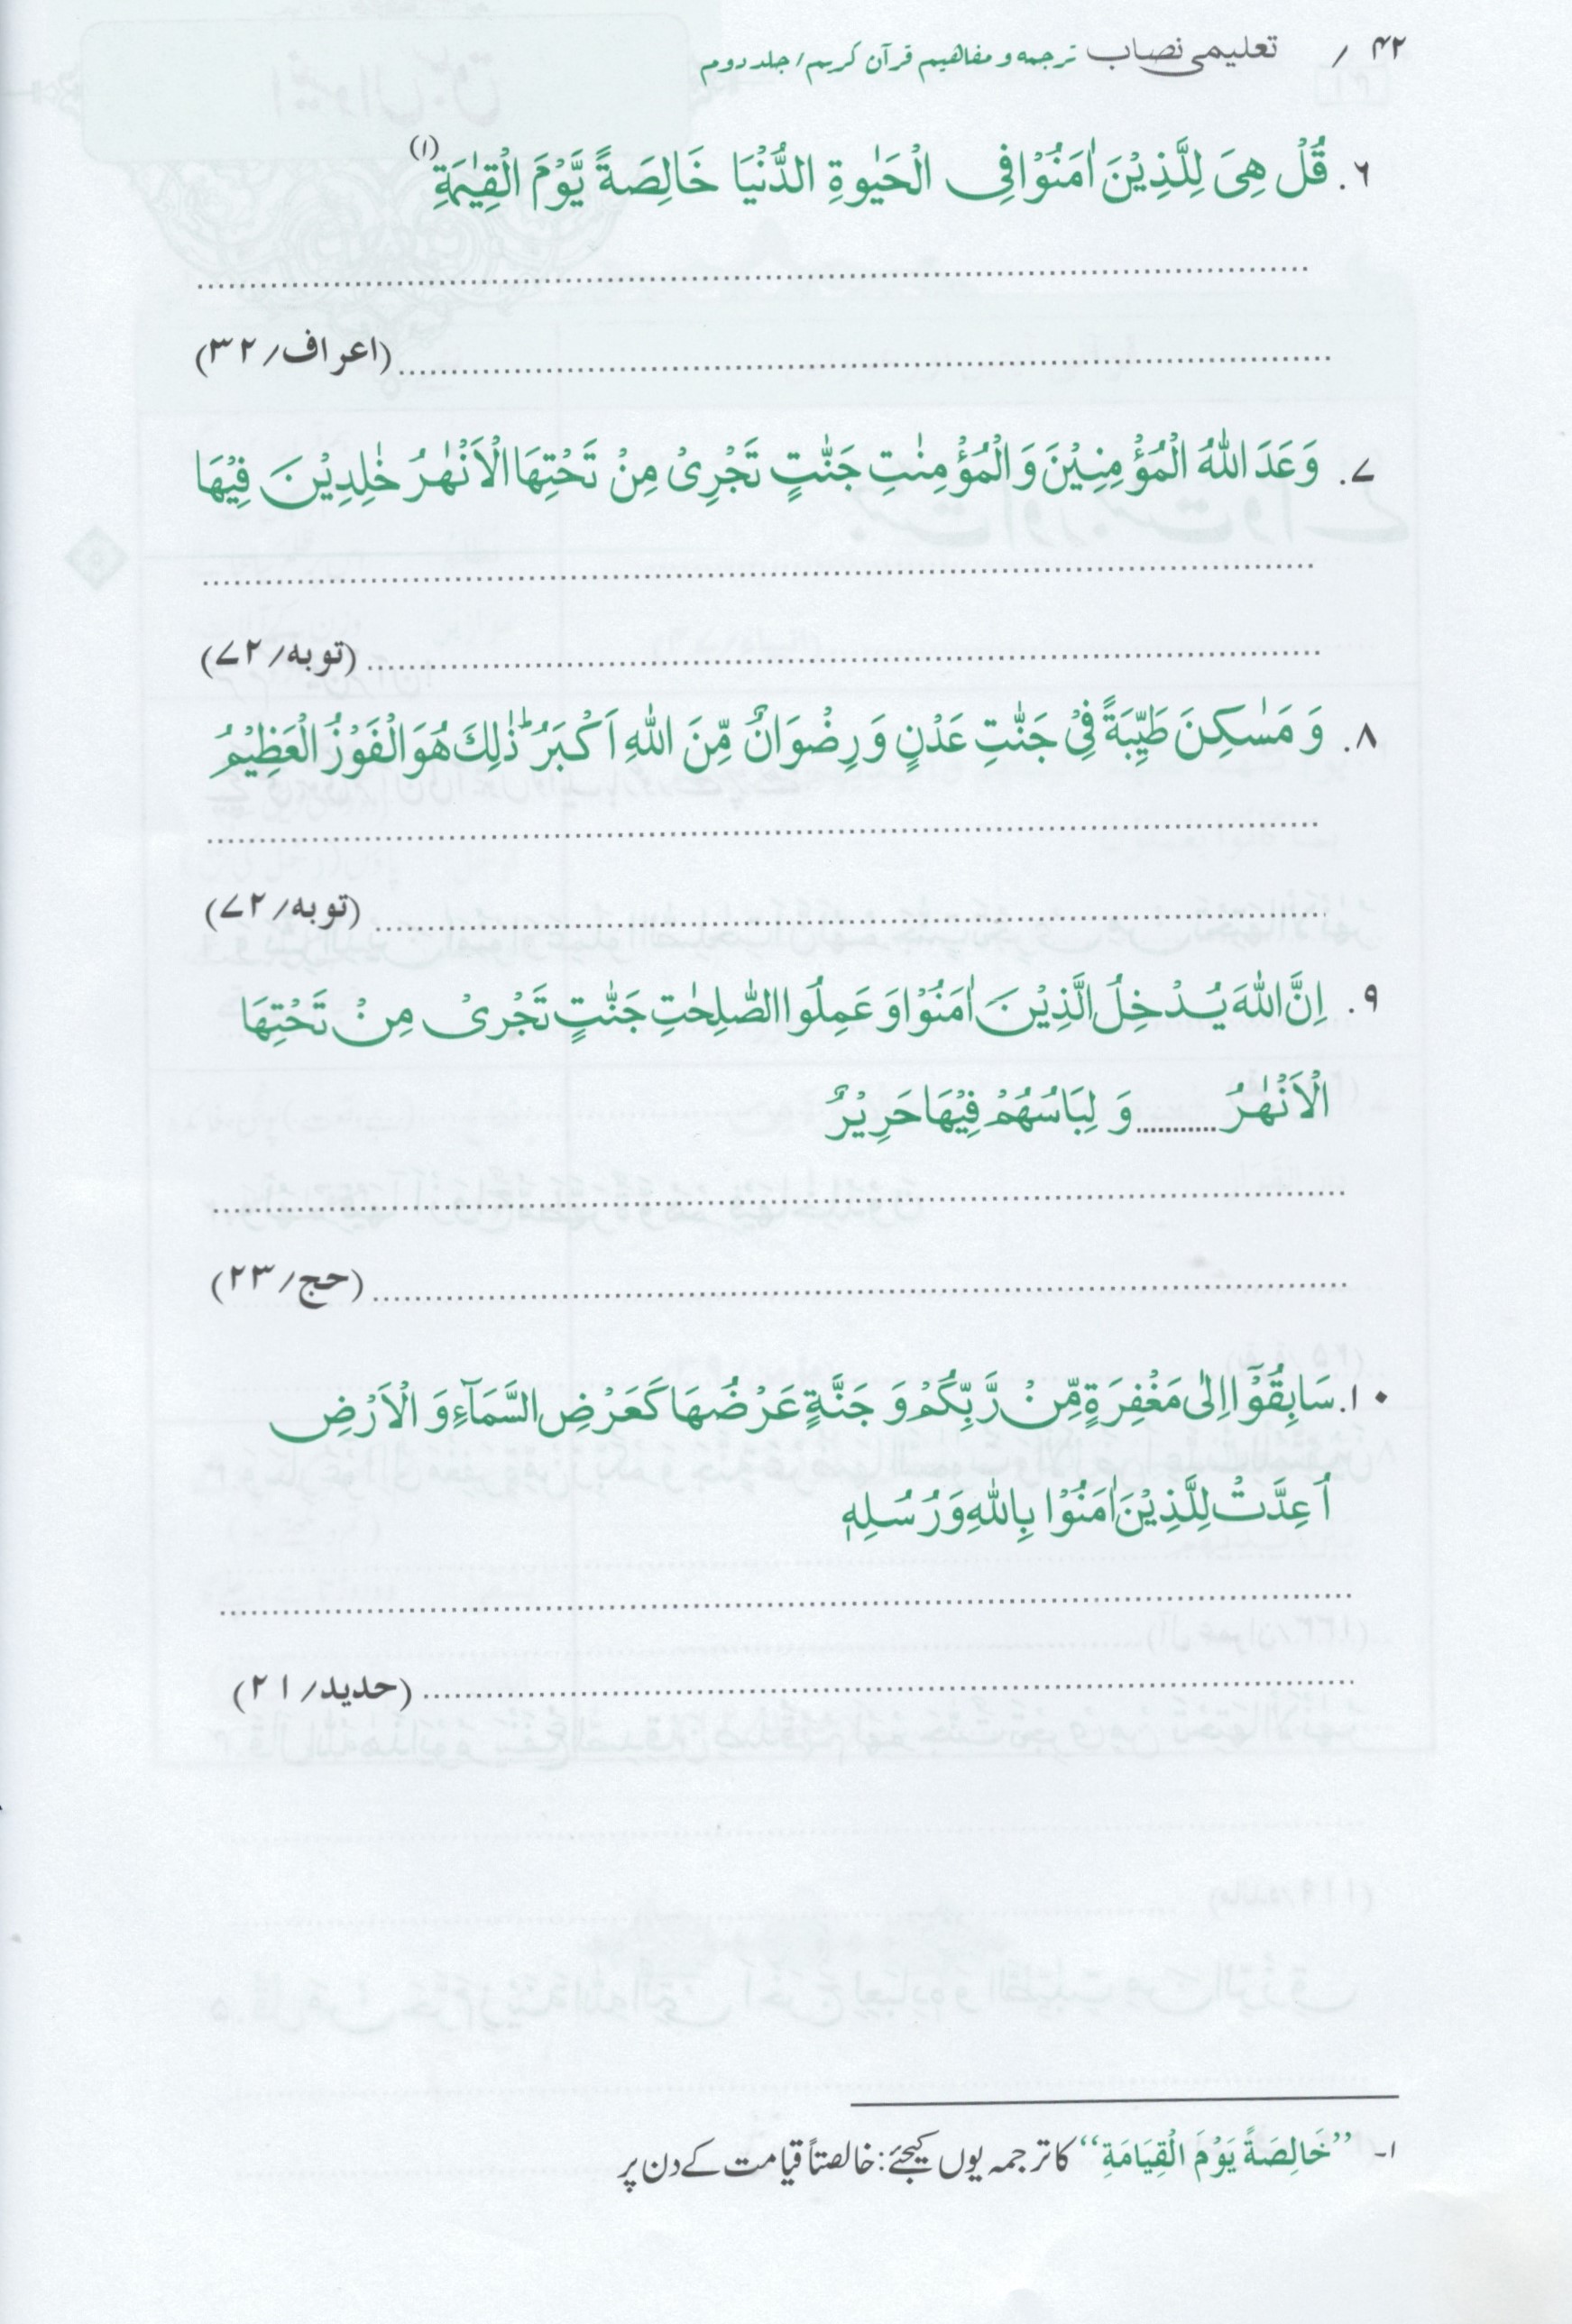 ۴۲ / تعلیمی نصاب ترجمہ و مفاهیم قرآن کریم/جلد دوم
۶. قُلْ هِیَ لِلَّذِیْنَ اٰمَنُوْا فِی الْحَیٰوةِ الدُّنْیَا خَالِصَةً یَّوْمَ الْقِیٰمَةِ(۱)
(اعراف/۳۲)
۷. وَعَدَ اللّٰهُ الْمُؤْمِنِیْنَ وَ الْمُؤْمِنٰتِ جَنّٰتٍ تَجْرِیْ مِنْ تَحْتِهَا الْاَنْهٰرُ خٰلِدِیْنَ فِیْهَا
(توبہ/۷۲)
۸. وَ مَسٰكِنَ طَیِّبَةً فِیْ جَنّٰتِ عَدْنٍ وَ رِضْوَانٌ مِّنَ اللّٰهِ اَكْبَرُ ؕ ذٰلِكَ هُوَ الْفَوْزُ الْعَظِیْمُ
(توبہ/۷۲)
۹. اِنَّ اللّٰهَ یُدْخِلُ الَّذِیْنَ اٰمَنُوْا وَ عَمِلُوا الصّٰلِحٰتِ جَنّٰتٍ تَجْرِیْ مِنْ تَحْتِهَا
الْاَنْهٰرُ .......... وَ لِبَاسُهُمْ فِیْهَا حَرِیْرٌ
(حج/۲۳)
۱۰. سَابِقُوْۤا اِلٰی مَغْفِرَةٍ مِّنْ رَّبِّكُمْ وَ جَنَّةٍ عَرْضُهَا كَعَرْضِ السَّمَآءِ وَ الْاَرْضِ
اُعِدَّتْ لِلَّذِیْنَ اٰمَنُوْا بِاللّٰهِ وَ رُسُلِهٖ
(حدید/۲۱)
۱۔ ’’خَالِصَةً یَوْمَ الْقِیَامَةِ‘‘ کا ترجمہ یوں کیجئے: خالصتاً قیامت کے دن پر